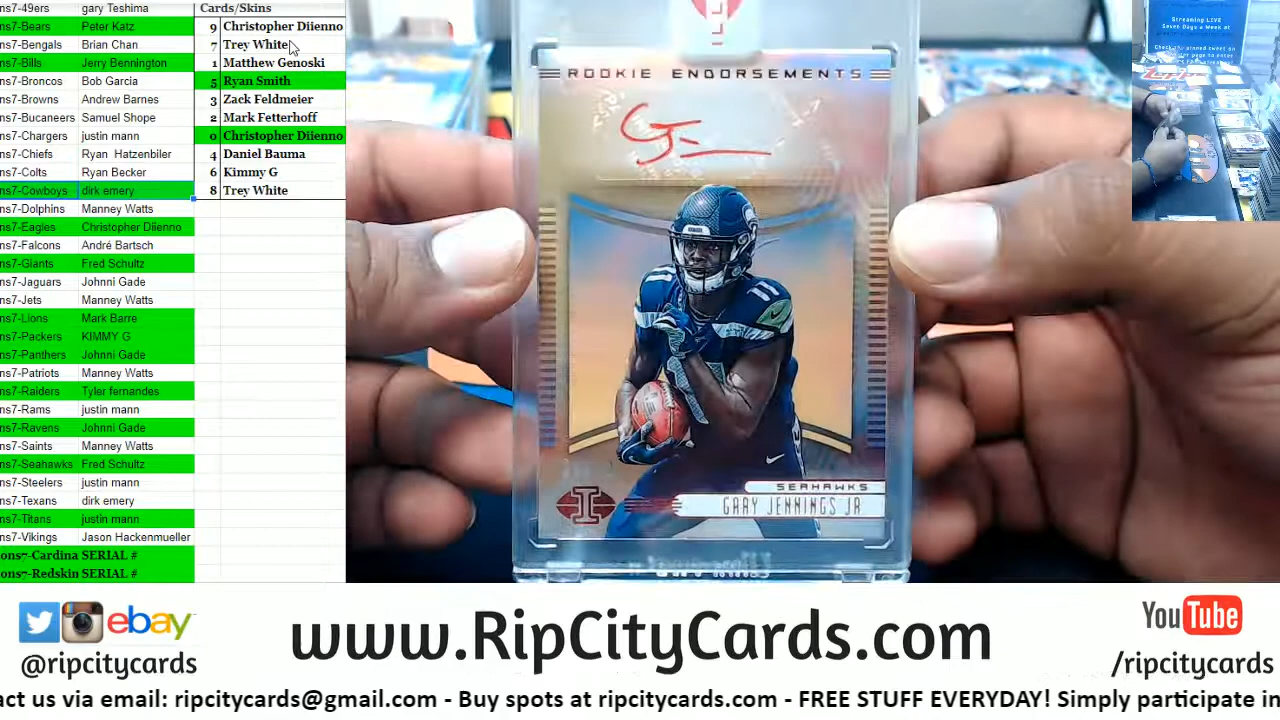 ns7-49ers gary Teshima
ns7-Bears Peter Katz
ns7-Bengals Brian Chan
ns7-Bills Jerry Bennington
ns7-Broncos Bob Garcia
ns7-Browns Andrew Barnes
ns7-Bucaneers Samuel Shope
ns7-Chargers justin mann
ns7-Chiefs Ryan Hatzenbiler
ns7-Colts Ryan Becker
ns7-Cowboys dirk emery
ns7-Dolphins Manney Watts
ns7-Eagles Christopher Diienno
ns7-Falcons André Bartsch
ns7-Giants Fred Schultz
ns7-Jaguars Johnni Gade
ns7-Jets Manney Watts
ns7-Lions Mark Barre
ns7-Packers KIMMY G
ns7-Panthers Johnni Gade
ns7-Patriots Manney Watts
ns7-Raiders Tyler fernandes
ns7-Rams justin mann
ns7-Ravens Johnni Gade
ns7-Saints Manney Watts
ns7-Seahawks Fred Schultz
ns7-Steelers justin mann
ns7-Texans dirk emery
ns7-Titans justin mann
ns7-Vikings Jason Hackenmueller
ons7-Cardina SERIAL #
ons7-Redskin SERIAL #
Cards/Skins
9 Christopher Diienno
7 Trey White
1 Matthew Genoski
5 Ryan Smith
3 Zack Feldmeier
2 Mark Fetterhoff
0 Christopher Diienno
4 Daniel Bauma
6 Kimmy G
8 Trey White
ROOKIE ENDORSEMENTS
11
SEAHAWKS
GARY JENNINGS JR
Streaming LIVE
Seven Days a Week at
Topps
ebay
@ripcitycards
www.RipCityCards.com
YouTube
/ripcitycards
act us via email: ripcitycards@gmail.com - Buy spots at ripcitycards.com - FREE STUFF EVERYDAY! Simply participate in